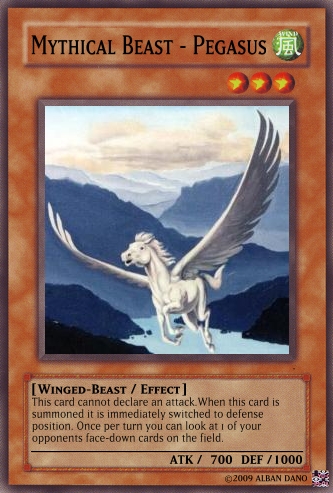 MYTHICAL BEAST - PEGASUS
WIND
風
[WINGED-BEAST / EFFECT]
This card cannot declare an attack.When this card is
summoned it is immediately switched to defense
position. Once per turn you can look at 1 of your
opponents face-down cards on the field.
ATK / 700 DEF /1000
©2009 ALBAN DANO